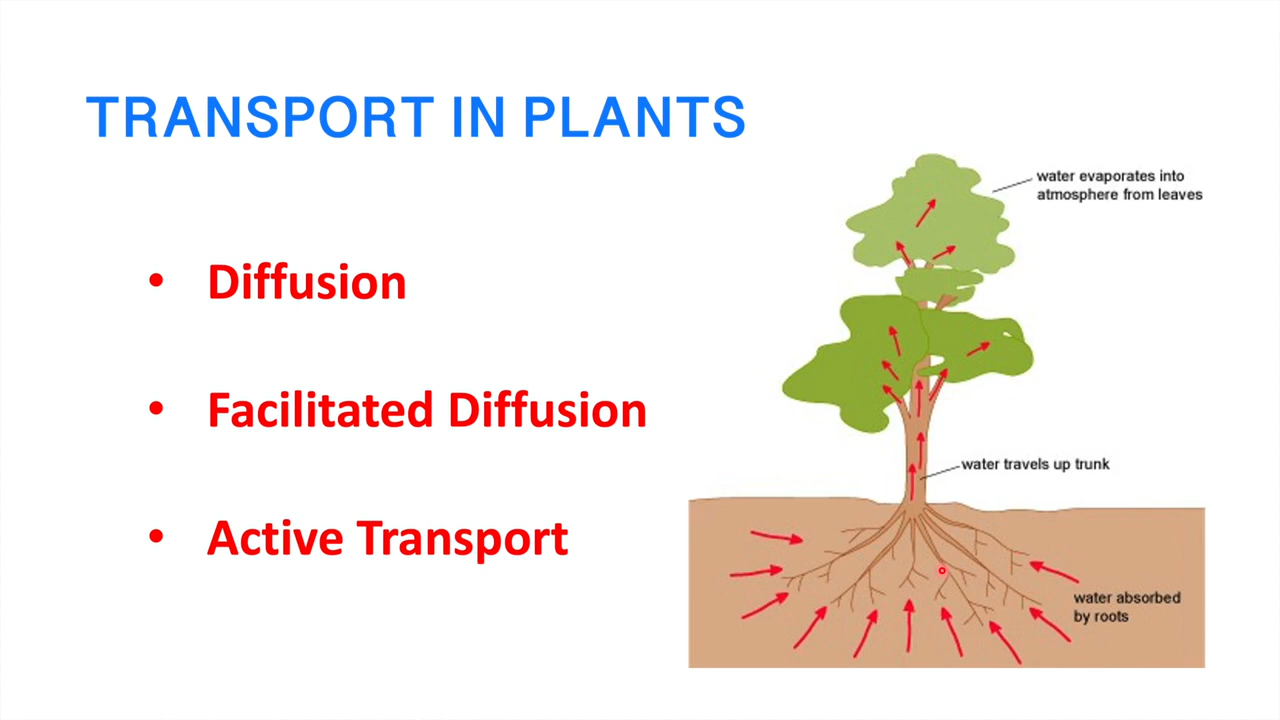 TRANSPORT IN PLANTS
• Diffusion
• Facilitated Diffusion
• Active Transport
water evaporates into
atmosphere from leaves
water travels up trunk
water absorbed
by roots